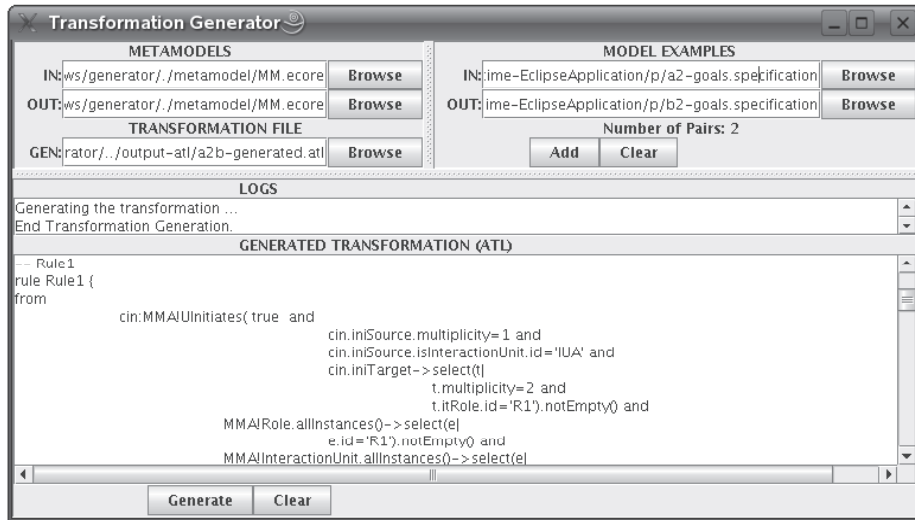 Transformation Generator
METAMODELS
IN: ws/generator/./metamodel/MM.ecore Browse
OUT: ws/generator/./metamodel/MM.ecore Browse
TRANSFORMATION FILE
GEN: rator/../output-atl/a2b-generated.atl Browse
MODEL EXAMPLES
IN: :ime-EclipseApplication/p/a2-goals.specification Browse
OUT: ime-EclipseApplication/p/b2-goals.specification Browse
Number of Pairs: 2
Add Clear
LOGS
Generating the transformation ...
End Transformation Generation.
GENERATED TRANSFORMATION (ATL)
-- Rule1
rule Rule1 {
from
cin:MMA!UInitiates( true and
cin.iniSource.multiplicity=1 and
cin.iniSource.isInteractionUnit.id='IUA' and
cin.iniTarget->select(t|
t.multiplicity=2 and
t.itRole.id='R1').notEmpty() and
MMA!Role.allInstances()->select(e|
e.id='R1').notEmpty() and
MMA!InteractionUnit.allInstances()->select(e|
Generate Clear